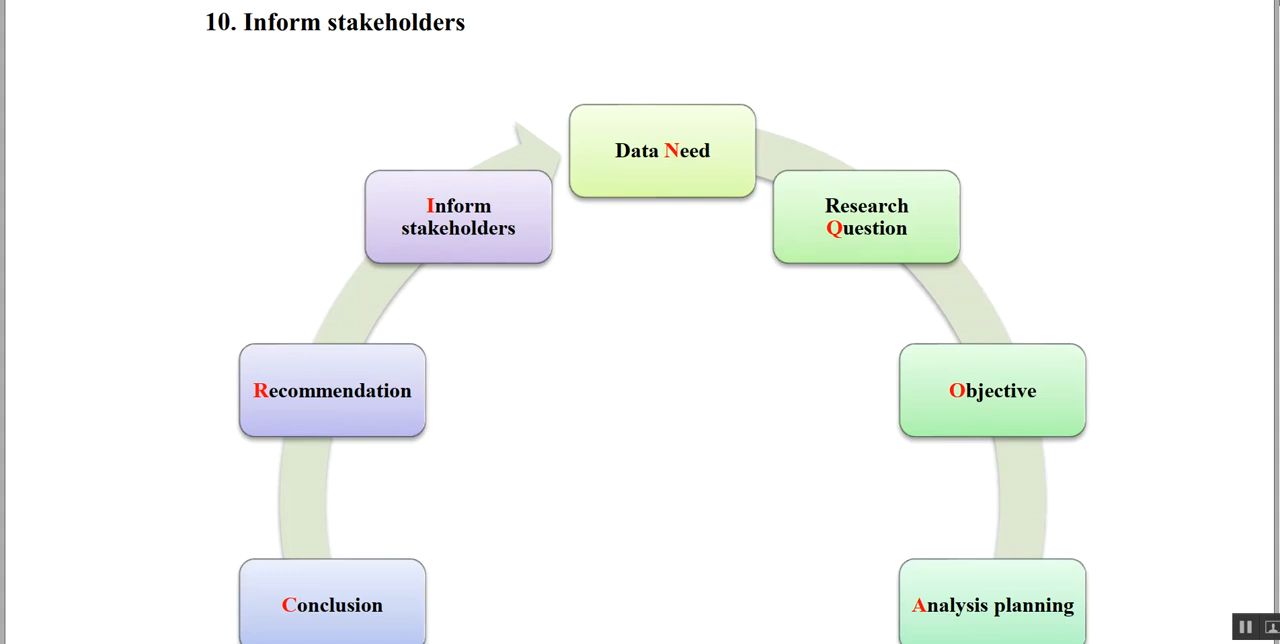 10. Inform stakeholders
Data Need
Research
Question
Objective
Analysis planning
Conclusion
Recommendation
Inform
stakeholders